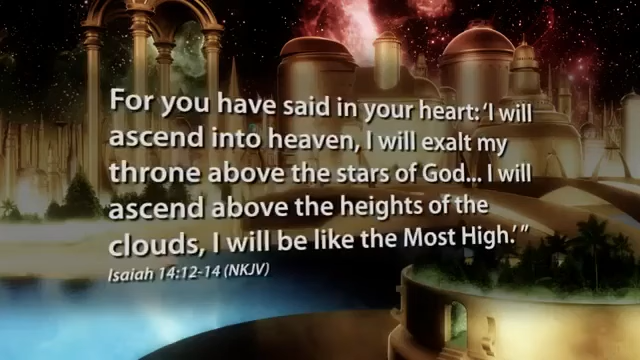 For you have said in your heart: ‘I will
ascend into heaven, I will exalt my
throne above the stars of God... I will
ascend above the heights of the
clouds, I will be like the Most High.’”
Isaiah 14:12-14 (NKJV)